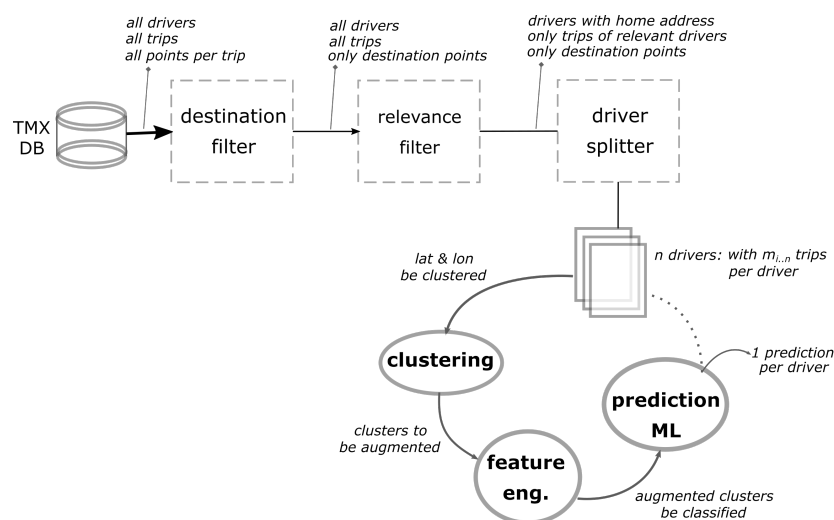 all drivers
all trips
all points per trip
all drivers
all trips
only destination points
drivers with home address
only trips of relevant drivers
only destination points
TMX
DB
destination
filter
relevance
filter
driver
splitter
lat & lon
be clustered
n drivers: with mᵢ..ₙ trips
per driver
clustering
1 prediction
per driver
prediction
ML
clusters to
be augmented
feature
eng.
augmented clusters
be classified